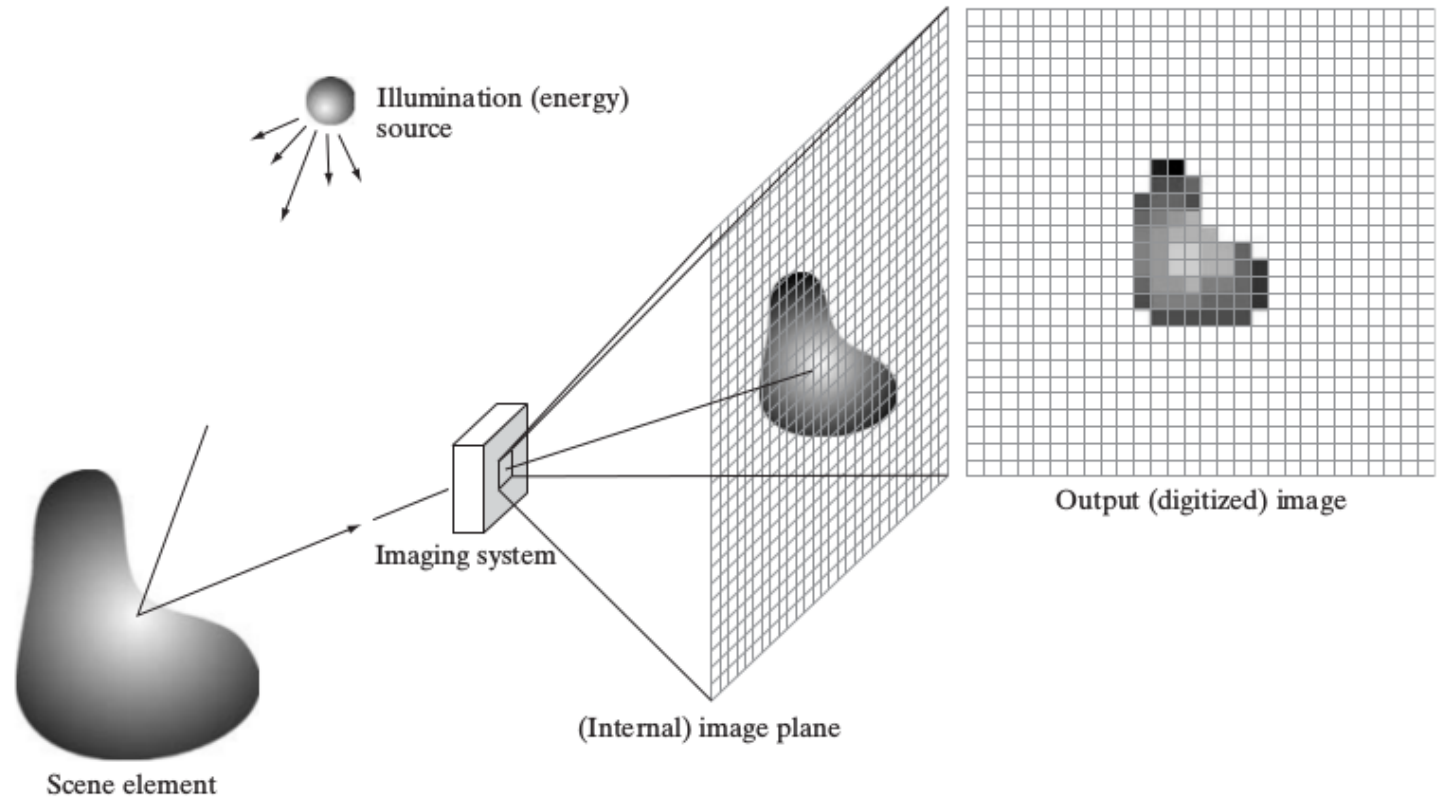 Illumination (energy)
source
Output (digitized) image
Imaging system
(Internal) image plane
Scene element